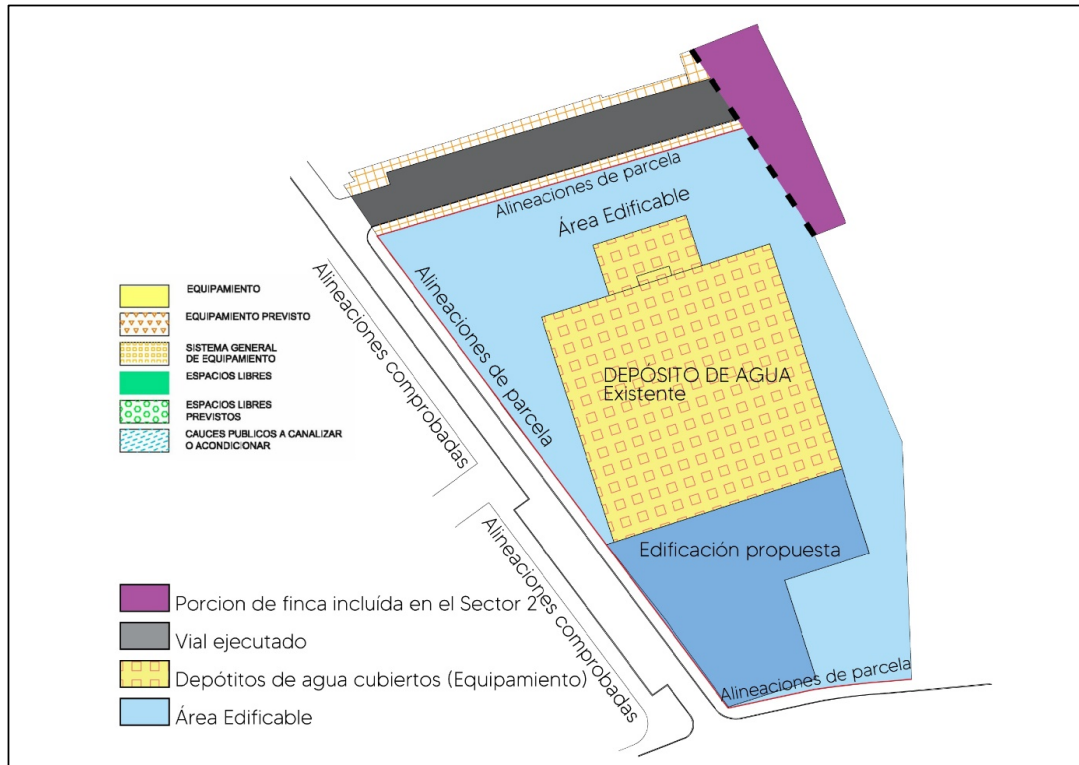 Alineaciones de parcela
Área Edificable
Alineaciones de parcela
Alineaciones comprobadas
EQUIPAMIENTO
EQUIPAMIENTO PREVISTO
SISTEMA GENERAL
DE EQUIPAMIENTO
ESPACIOS LIBRES
ESPACIOS LIBRES
PREVISTOS
CAUCES PUBLICOS A CANALIZAR
O ACONDICIONAR
DEPÓSITO DE AGUA
Existente
Edificación propuesta
Alineaciones comprobadas
Alineaciones de parcela
Porcion de finca incluída en el Sector 2
Vial ejecutado
Depótitos de agua cubiertos (Equipamiento)
Área Edificable